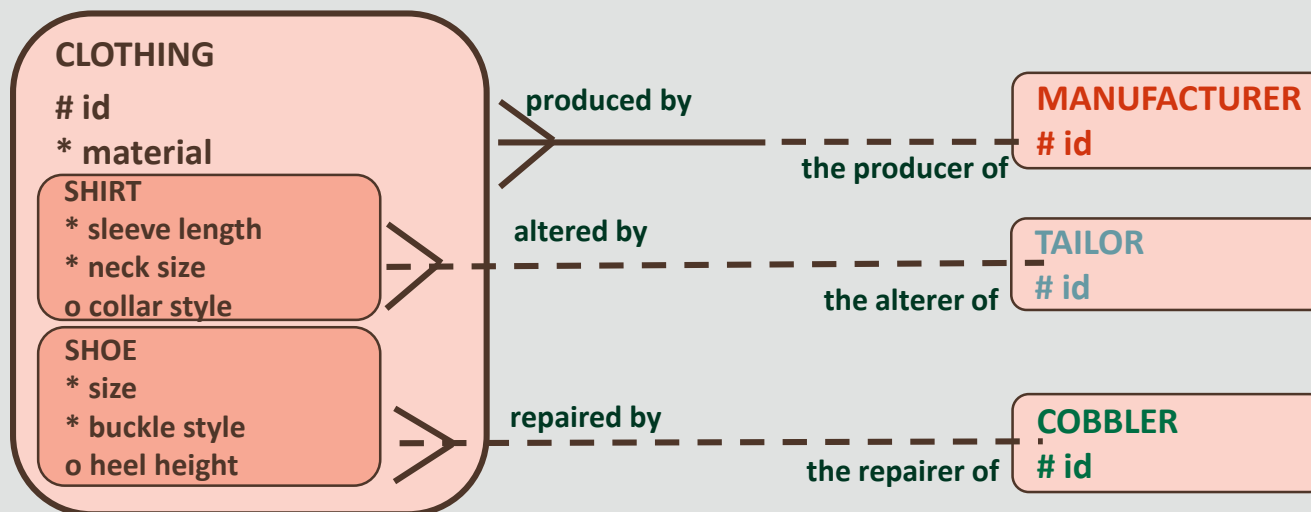 CLOTHING
# id
* material
SHIRT
* sleeve length
* neck size
o collar style
SHOE
* size
* buckle style
o heel height
produced by
the producer of
MANUFACTURER
# id
altered by
the alterer of
TAILOR
# id
repaired by
the repairer of
COBBLER
# id